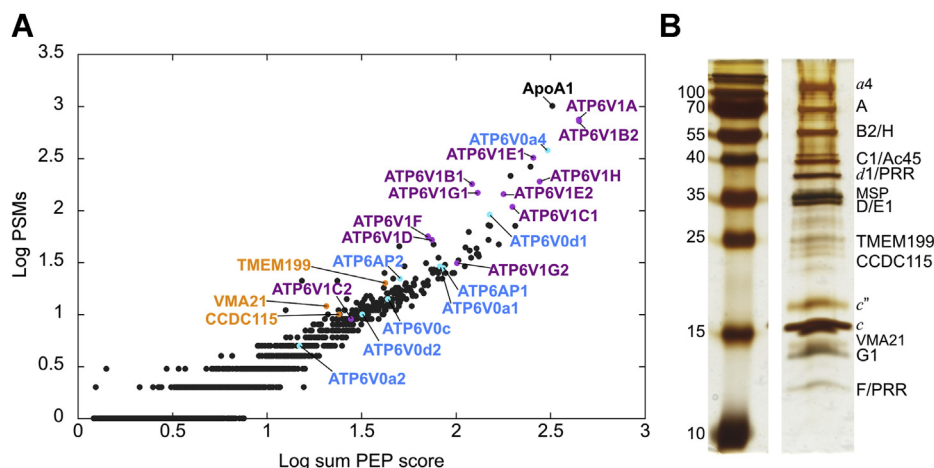 A
B
3.5
3
2.5
2
1.5
1
0.5
0
Log PSMs
0
0.5
1
1.5
2
2.5
3
Log sum PEP score
ApoA1
ATP6V1A
ATP6V1B2
ATP6V0a4
ATP6V1E1
ATP6V1B1
ATP6V1H
ATP6V1G1
ATP6V1E2
ATP6V1C1
ATP6V1F
ATP6V1D
ATP6V0d1
ATP6AP2
TMEM199
ATP6V1G2
ATP6V1C2
ATP6AP1
VMA21
ATP6V0a1
CCDC115
ATP6V0c
ATP6V0d2
ATP6V0a2
100
70
55
40
35
25
15
10
a4
A
B2/H
C1/Ac45
d1/PRR
MSP
D/E1
TMEM199
CCDC115
c"
c
VMA21
G1
F/PRR